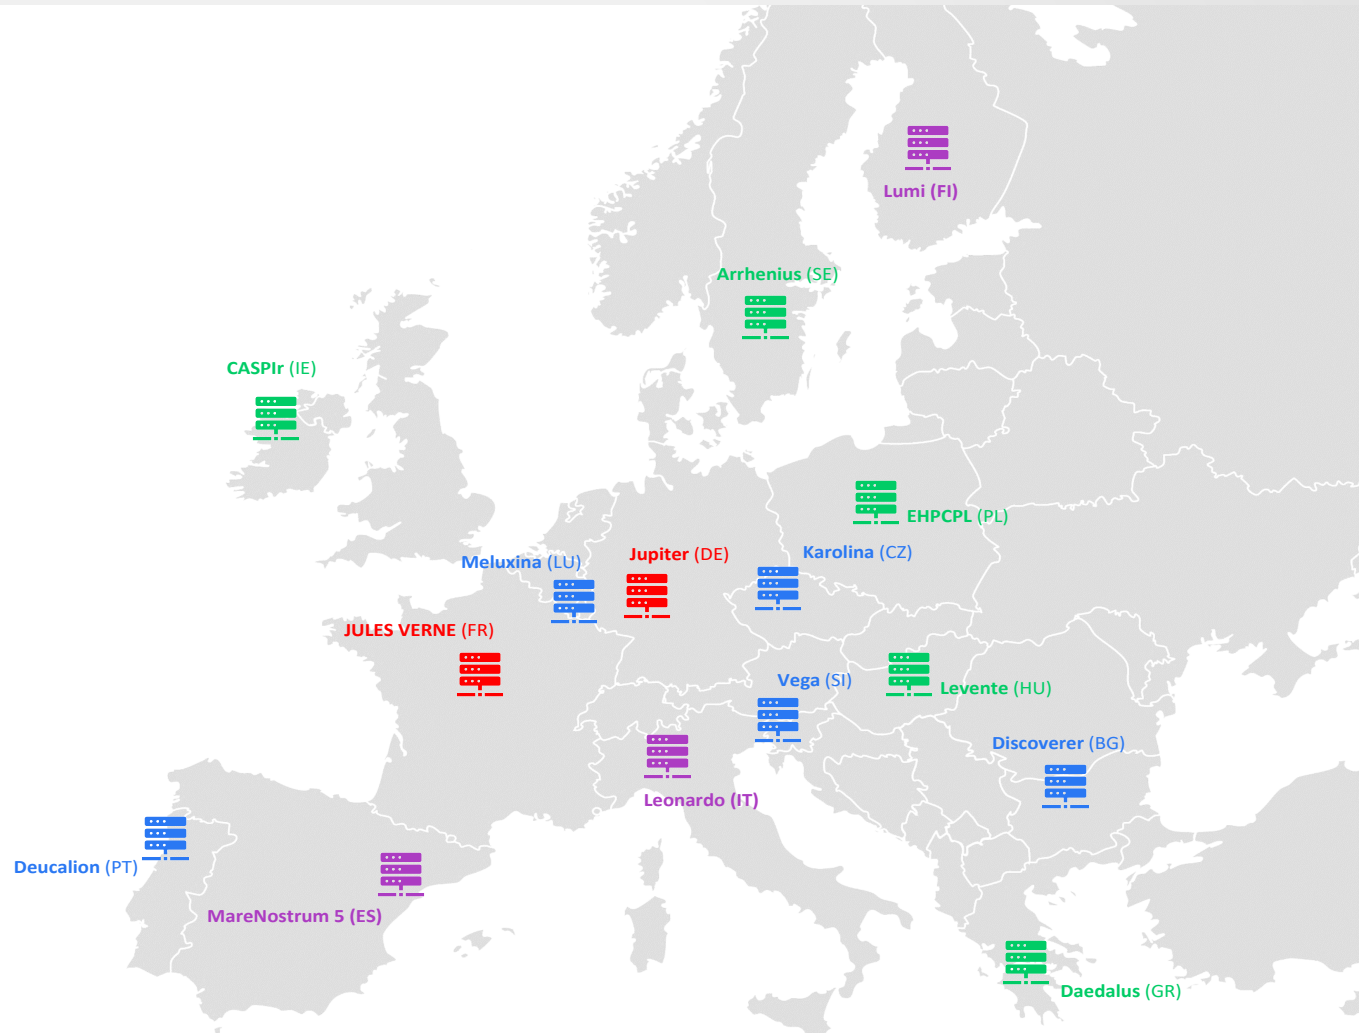 Lumi (FI)
Arrhenius (SE)
CASPIr (IE)
EHPCPL (PL)
Meluxina (LU)
Jupiter (DE)
Karolina (CZ)
JULES VERNE (FR)
Vega (SI)
Levente (HU)
Discoverer (BG)
Leonardo (IT)
Deucalion (PT)
MareNostrum 5 (ES)
Daedalus (GR)